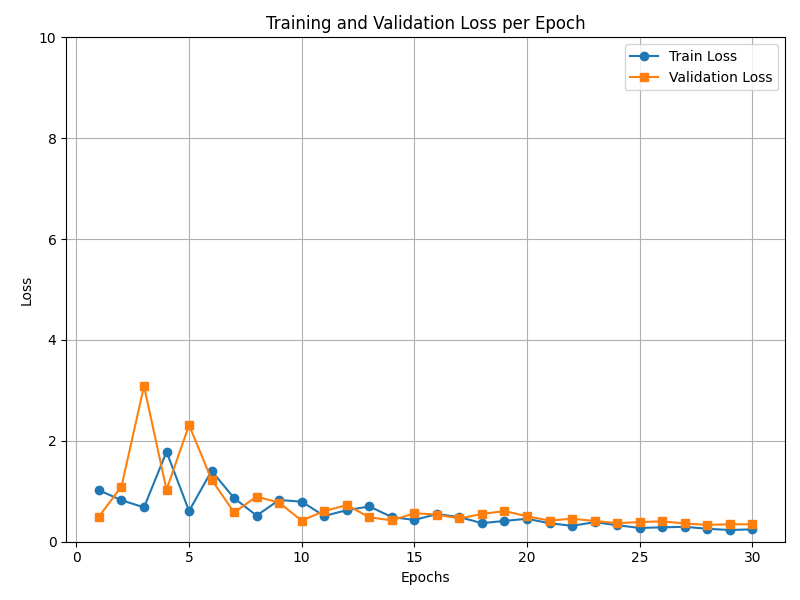 Training and Validation Loss per Epoch
Train Loss
Validation Loss
10
8
6
4
2
0
Loss
0 5 10 15 20 25 30
Epochs